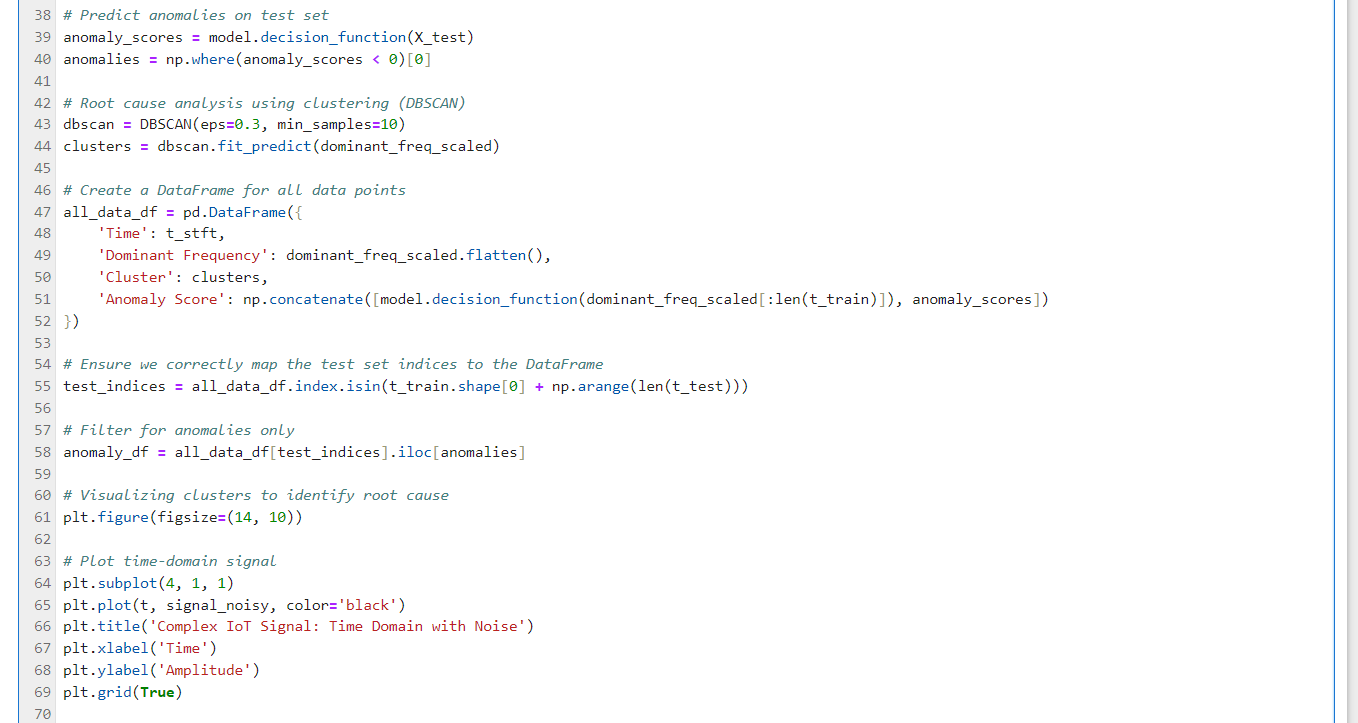 38 # Predict anomalies on test set
39 anomaly_scores = model.decision_function(X_test)
40 anomalies = np.where(anomaly_scores < 0)[0]
41
42 # Root cause analysis using clustering (DBSCAN)
43 dbscan = DBSCAN(eps=0.3, min_samples=10)
44 clusters = dbscan.fit_predict(dominant_freq_scaled)
45
46 # Create a DataFrame for all data points
47 all_data_df = pd.DataFrame({
48     'Time': t_stft,
49     'Dominant Frequency': dominant_freq_scaled.flatten(),
50     'Cluster': clusters,
51     'Anomaly Score': np.concatenate([model.decision_function(dominant_freq_scaled[:len(t_train)]), anomaly_scores])
52 })
53
54 # Ensure we correctly map the test set indices to the DataFrame
55 test_indices = all_data_df.index.isin(t_train.shape[0] + np.arange(len(t_test)))
56
57 # Filter for anomalies only
58 anomaly_df = all_data_df[test_indices].iloc[anomalies]
59
60 # Visualizing clusters to identify root cause
61 plt.figure(figsize=(14, 10))
62
63 # Plot time-domain signal
64 plt.subplot(4, 1, 1)
65 plt.plot(t, signal_noisy, color='black')
66 plt.title('Complex IoT Signal: Time Domain with Noise')
67 plt.xlabel('Time')
68 plt.ylabel('Amplitude')
69 plt.grid(True)
70